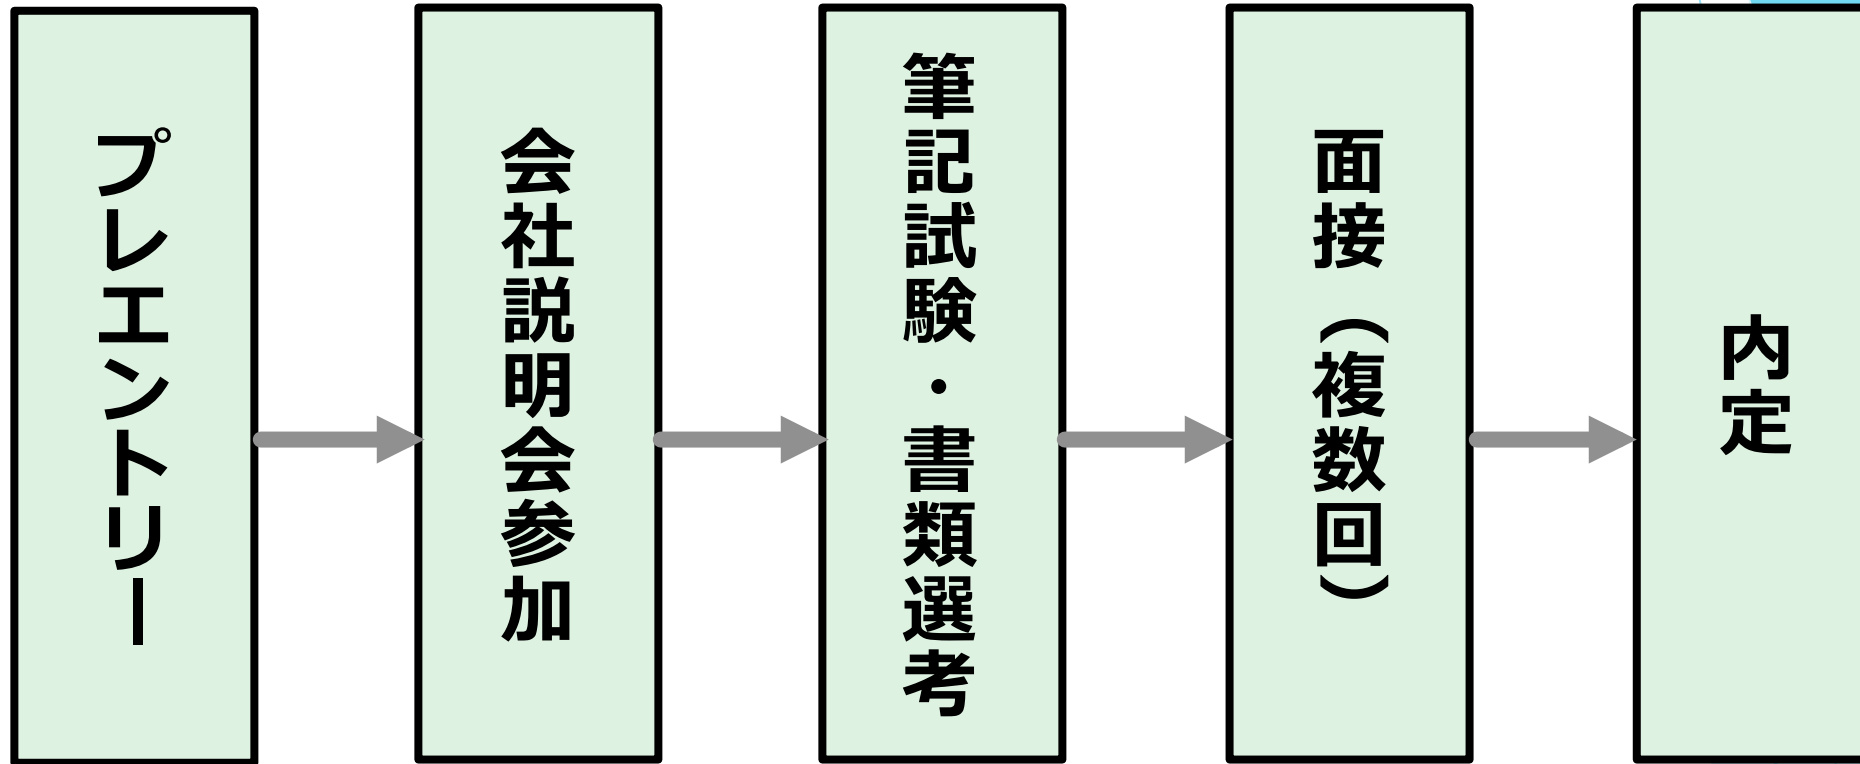 プレエントリー
会社説明会参加
筆記試験・書類選考
面接（複数回）
内定